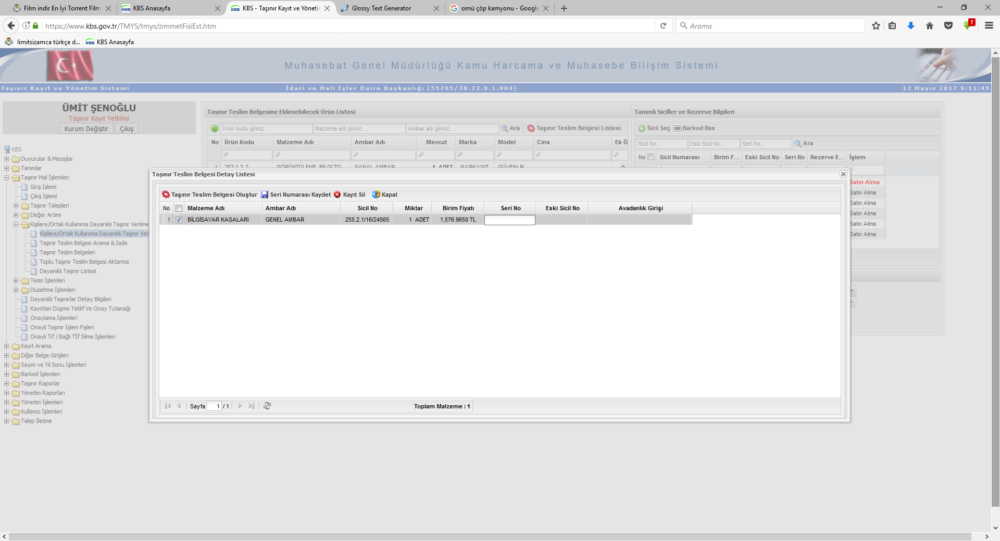 Film indir En İyi Torrent Film
KBS Anasayfa
KBS - Taşınır Kayıt ve Yönetin
Glossy Text Generator
omü çöp kamyonu - Google
https://www.kbs.gov.tr/TMYS/tmys/zimmetFisiExt.htm
Arama
limitsizamca türkçe d...
KBS Anasayfa
Muhasebat Genel Müdürlüğü Kamu Harcama ve Muhasebe Bilişim Sistemi
Taşınır Kayıt ve Yönetim Sistemi
İdari ve Mali İşler Daire Başkanlığı (55765/38.22.0.1.904)
12 Mayıs 2017 9:11:45
ÜMİT ŞENOĞLU
Taşınır Kayıt Yetkilisi
Kurum Değiştir
Çıkış
KBS
Duyurular & Mesajlar
Tanımlar
Taşınır Mal İşlemleri
Giriş İşlemi
Çıkış İşlemi
Taşınır Talepleri
Değer Artımı
Kişilere/Ortak Kullanıma Dayanıklı Taşınır Verilme
Kişilere/Ortak Kullanıma Dayanıklı Taşınır Ver
Taşınır Teslim Belgesi Arama & İade
Taşınır Teslim Belgeleri
Toplu Taşınır Teslim Belgesi Aktarma
Dayanıklı Taşınır Listesi
Tesis İşlemleri
Düzeltme İşlemleri
Dayanıklı Taşınırlar Detay Bilgileri
Kayıttan Düşme Teklif Ve Onay Tutanağı
Onaylama İşlemleri
Onaylı Taşınır İşlem Fişleri
Onaylı Tif / Bağlı Tİf Silme İşlemleri
Kayıt Arama
Diğer Belge Girişleri
Sayım ve Yıl Sonu İşlemleri
Barkod İşlemleri
Taşınır Raporlar
Yönetim Raporları
Yönetim İşlemleri
Kullanıcı İşlemleri
Talep İletme
Taşınır Teslim Belgesine Eklenebilecek Ürün Listesi
Ürün kodu giriniz...
Malzeme adı giriniz....
Ambar adı giriniz....
Ara
Taşınır Teslim Belgesi Listesi
No Ürün Kodu Malzeme Adı Ambar Adı Mevcut Marka Model Cins Ek Ö
1 253.1.3.2 GÖRÜNTÜLEME, BİLGİ TO SANAL AMBAR 1 ADET MARKASIZ GÜVENLİK
Tanımlı Siciller ve Rezerve Bilgileri
Sicil Seç
Barkod Bas
Sicil No...
Eski Sicil No...
Seri No...
Ara
No Sicil Numarası Birim F... Eski Sicil No Seri No Rezerve E... İşlem
Satın Alma
Satın Alma
Satın Alma
Satın Alma
Satın Alma
Satın Alma
Taşınır Teslim Belgesi Detay Listesi
Taşınır Teslim Belgesi Oluştur
Seri Numarası Kaydet
Kayıt Sil
Kapat
No Malzeme Adı Ambar Adı Sicil No Miktar Birim Fiyatı Seri No Eski Sicil No Avadanlık Girişi
1 BİLGİSAYAR KASALARI GENEL AMBAR 255.2.1/16/24565 1 ADET 1,576.9650 TL
Sayfa 1 / 1
Toplam Malzeme : 1